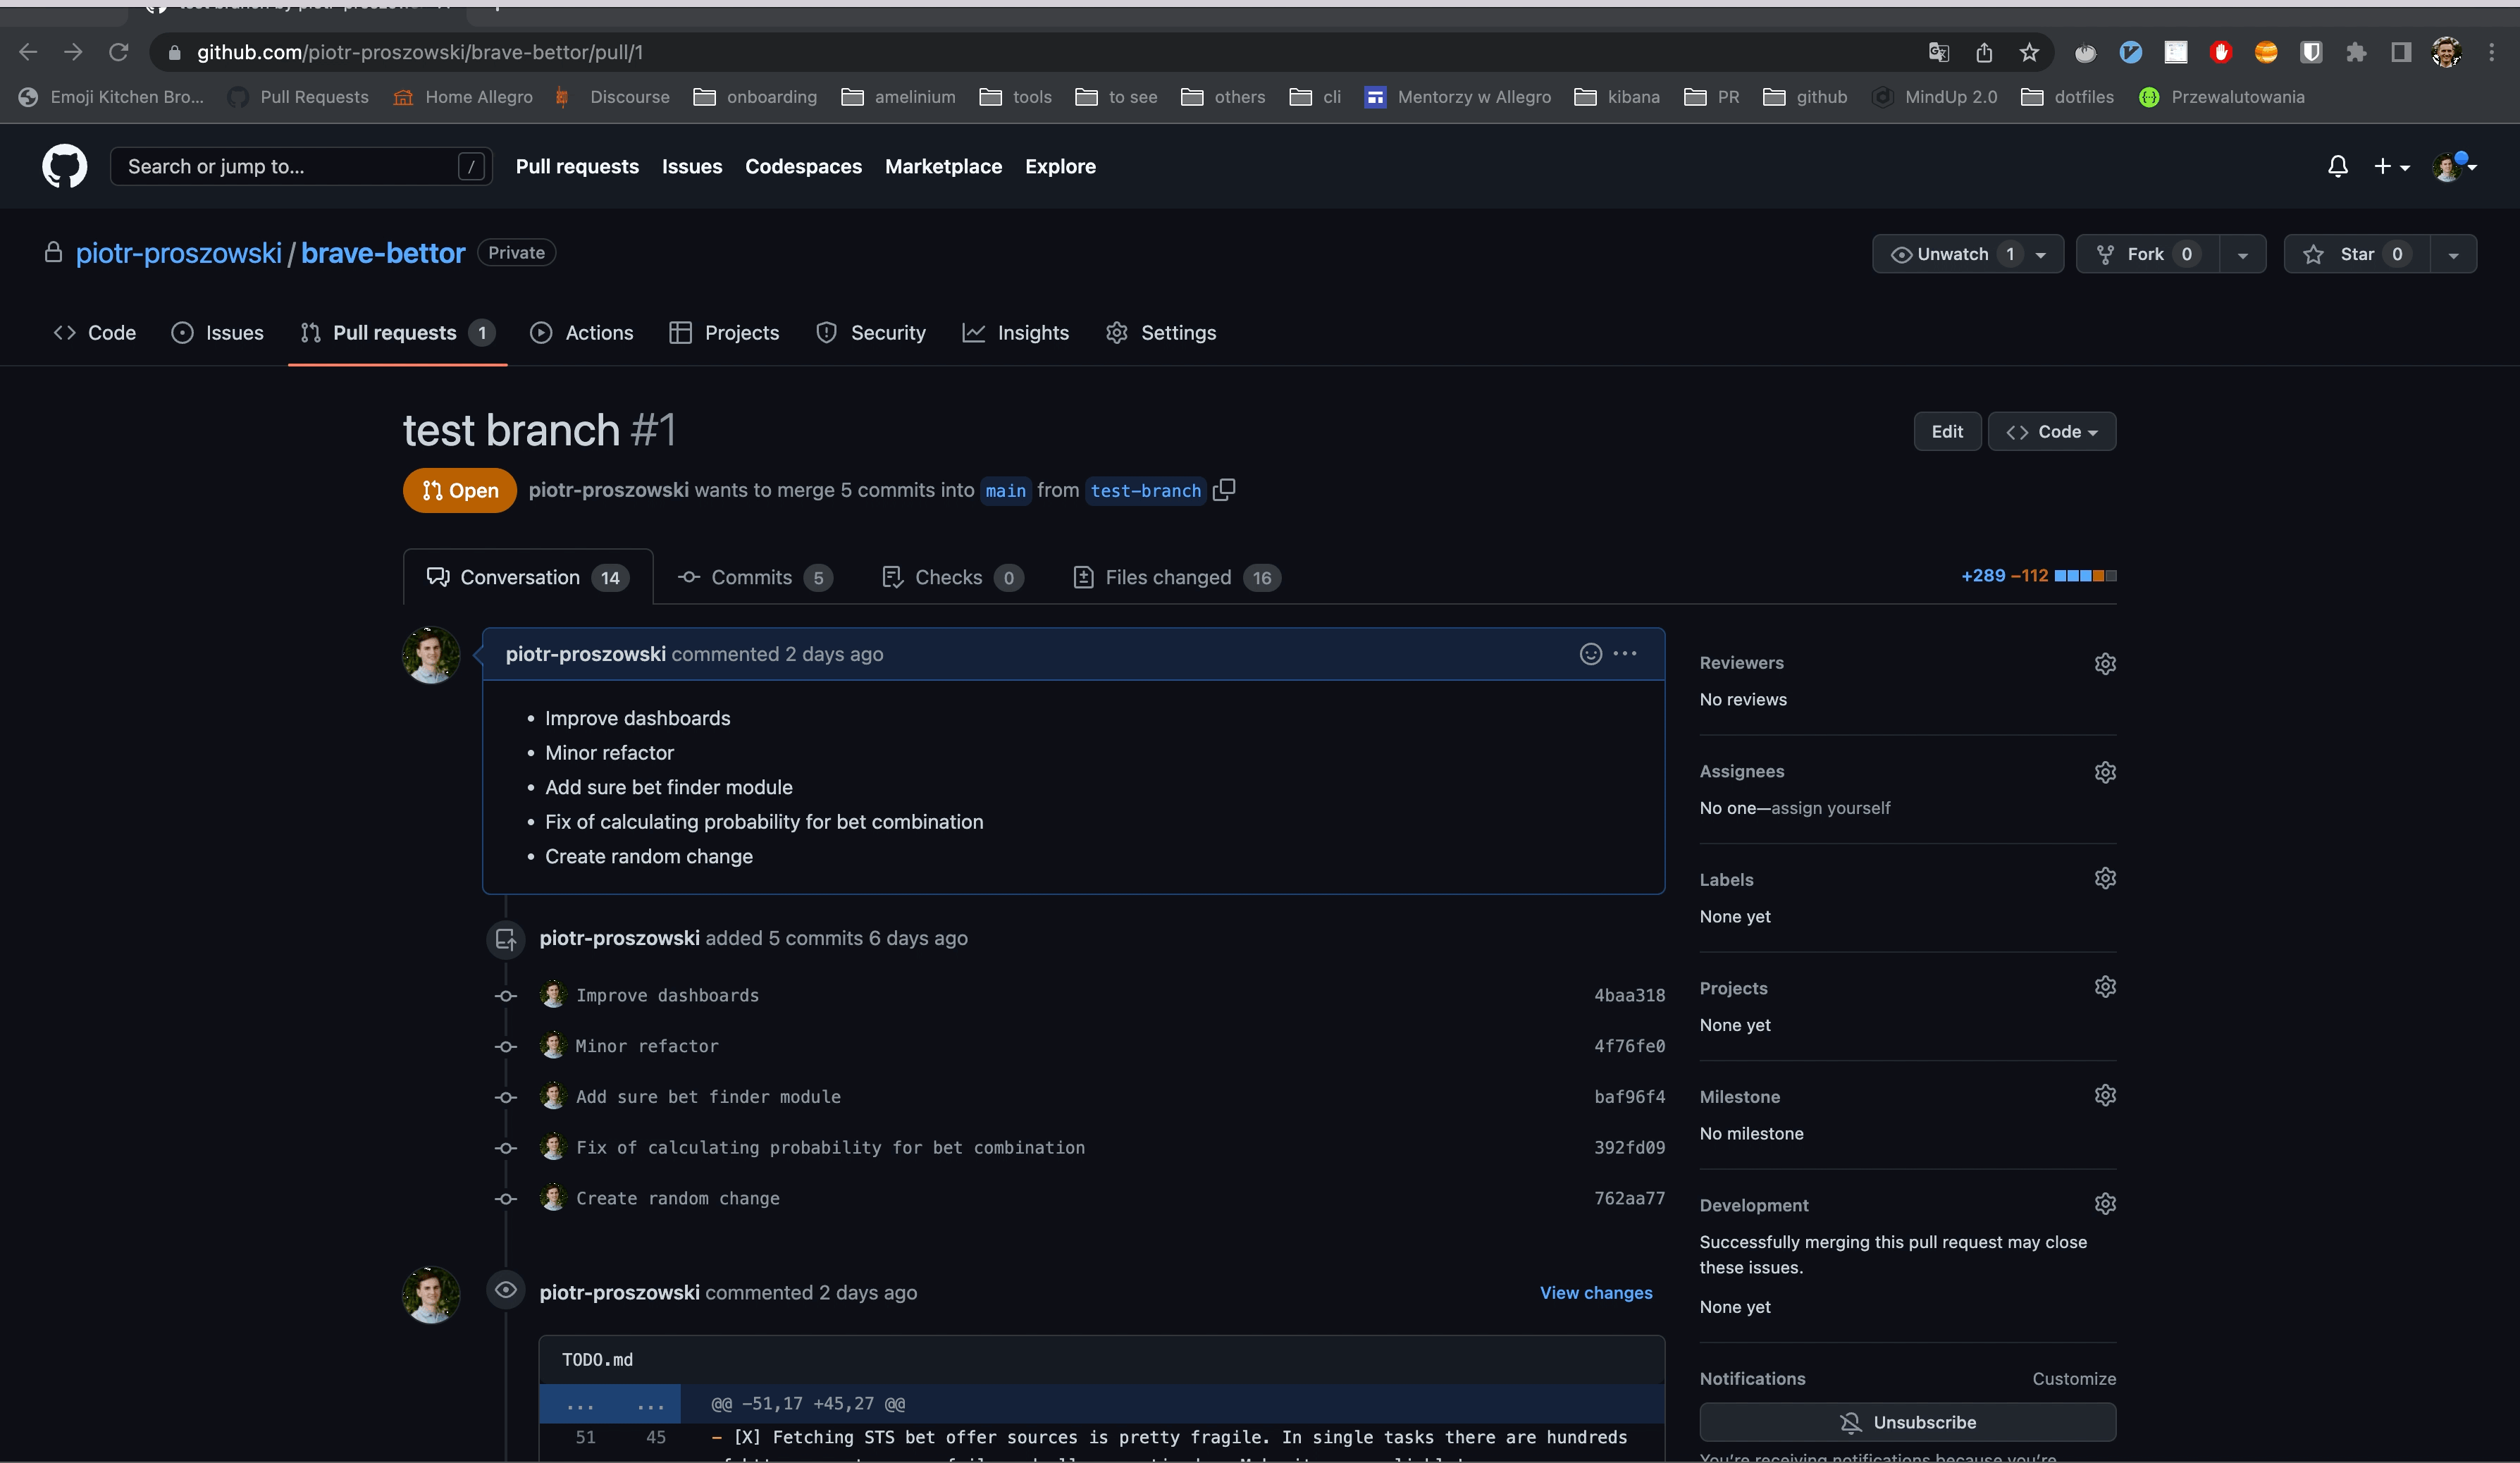 github.com/piotr-proszowski/brave-bettor/pull/1
Emoji Kitchen Bro... Pull Requests Home Allegro Discourse onboarding amelinium tools to see others cli Mentorzy w Allegro kibana PR github MindUp 2.0 dotfiles Przewalutowania
Search or jump to... / Pull requests Issues Codespaces Marketplace Explore
piotr-proszowski / brave-bettor Private Unwatch 1 Fork 0 Star 0
Code Issues Pull requests 1 Actions Projects Security Insights Settings
test branch #1 Edit Code
Open piotr-proszowski wants to merge 5 commits into main from test-branch
Conversation 14 Commits 5 Checks 0 Files changed 16 +289 −112
piotr-proszowski commented 2 days ago
• Improve dashboards
• Minor refactor
• Add sure bet finder module
• Fix of calculating probability for bet combination
• Create random change
piotr-proszowski added 5 commits 6 days ago
Improve dashboards 4baa318
Minor refactor 4f76fe0
Add sure bet finder module baf96f4
Fix of calculating probability for bet combination 392fd09
Create random change 762aa77
piotr-proszowski commented 2 days ago View changes
TODO.md
... ... @@ -51,17 +45,27 @@
51 45 – [X] Fetching STS bet offer sources is pretty fragile. In single tasks there are hundreds
Reviewers
No reviews
Assignees
No one—assign yourself
Labels
None yet
Projects
None yet
Milestone
No milestone
Development
Successfully merging this pull request may close
these issues.
None yet
Notifications Customize
Unsubscribe
You're receiving notifications because you're